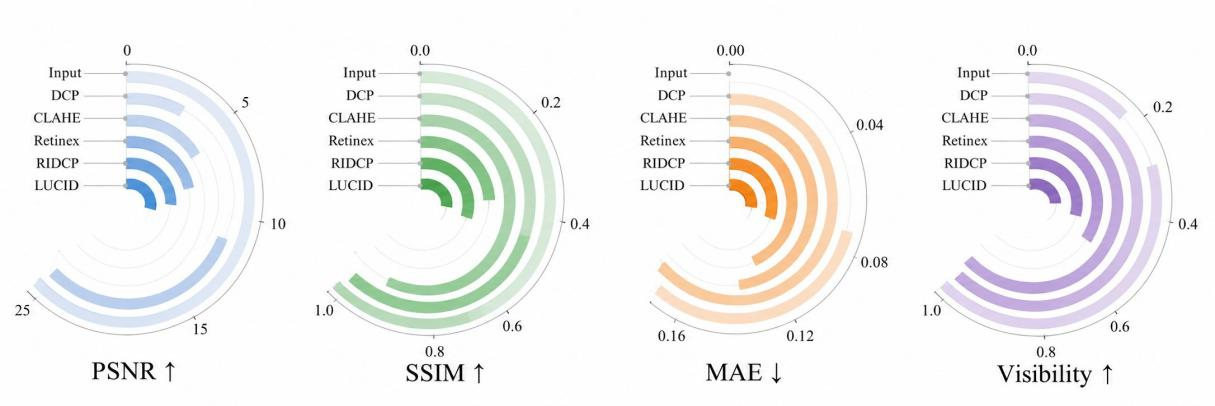 0
Input
DCP
CLAHE
Retinex
RIDCP
LUCID
5
10
15
25
PSNR ↑
0.0
Input
DCP
CLAHE
Retinex
RIDCP
LUCID
0.2
0.4
0.6
0.8
1.0
SSIM ↑
0.00
Input
DCP
CLAHE
Retinex
RIDCP
LUCID
0.04
0.08
0.12
0.16
MAE ↓
0.0
Input
DCP
CLAHE
Retinex
RIDCP
LUCID
0.2
0.4
0.6
0.8
1.0
Visibility ↑